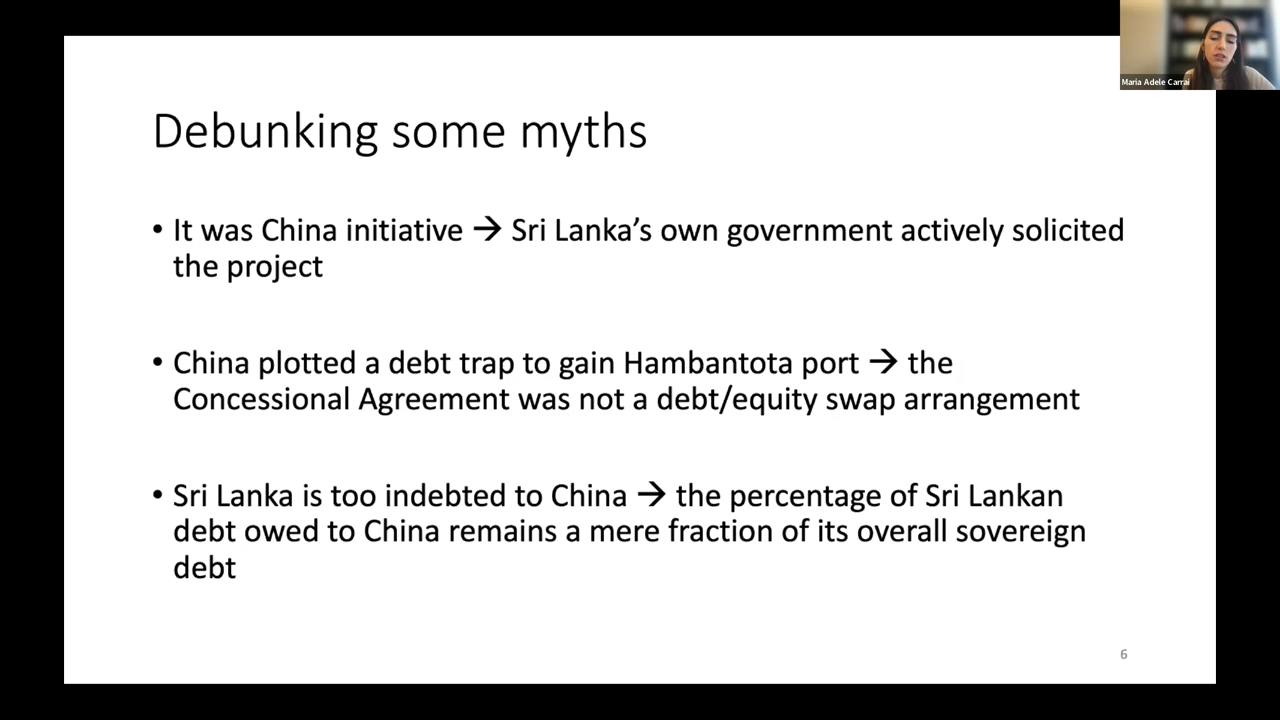 Maria Adele Carrai
Debunking some myths
• It was China initiative → Sri Lanka’s own government actively solicited
the project
• China plotted a debt trap to gain Hambantota port → the
Concessional Agreement was not a debt/equity swap arrangement
• Sri Lanka is too indebted to China → the percentage of Sri Lankan
debt owed to China remains a mere fraction of its overall sovereign
debt
6